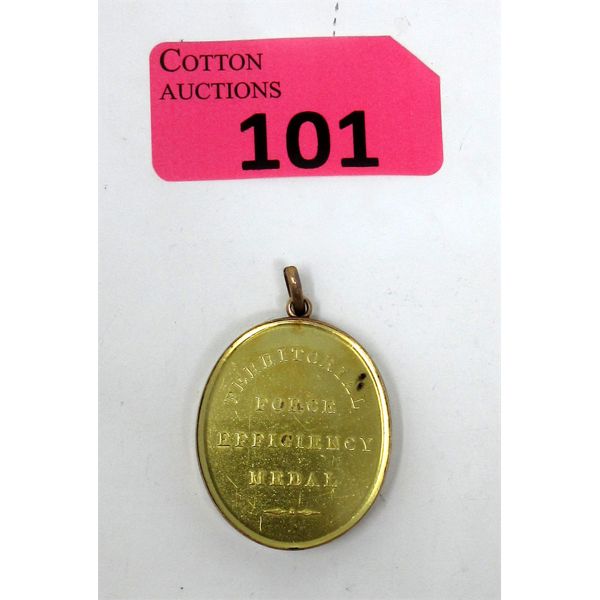 COTTON
AUCTIONS
101
TERRITORIAL
FORCE
EFFICIENCY
MEDAL